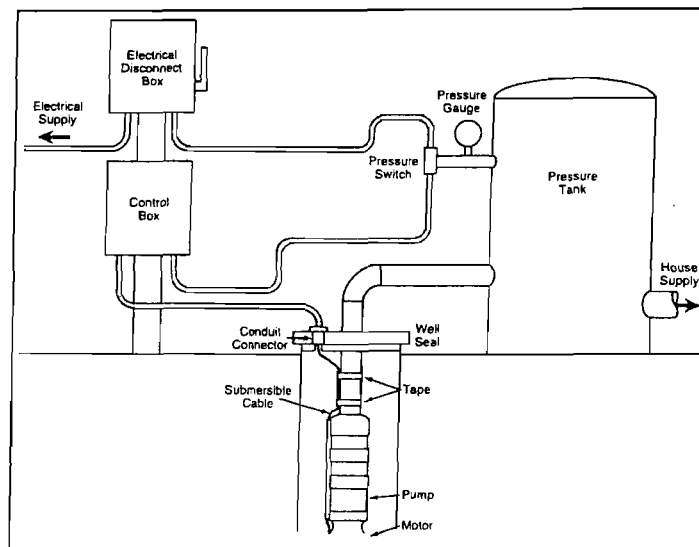 Electrical
Disconnect
Box
Electrical
Supply
Pressure
Gauge
Pressure
Switch
Pressure
Tank
Control
Box
House
Supply
Conduit
Connector
Well
Seal
Submersible
Cable
Tape
Pump
Motor